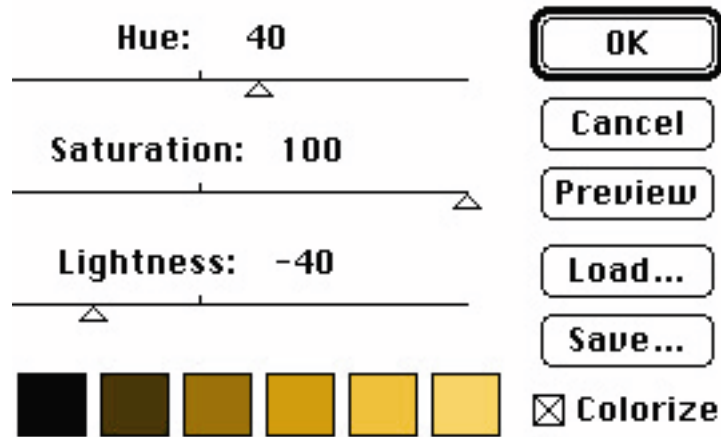 Hue: 40
OK
Cancel
Saturation: 100
Preview
Lightness: -40
Load...
Save...
Colorize